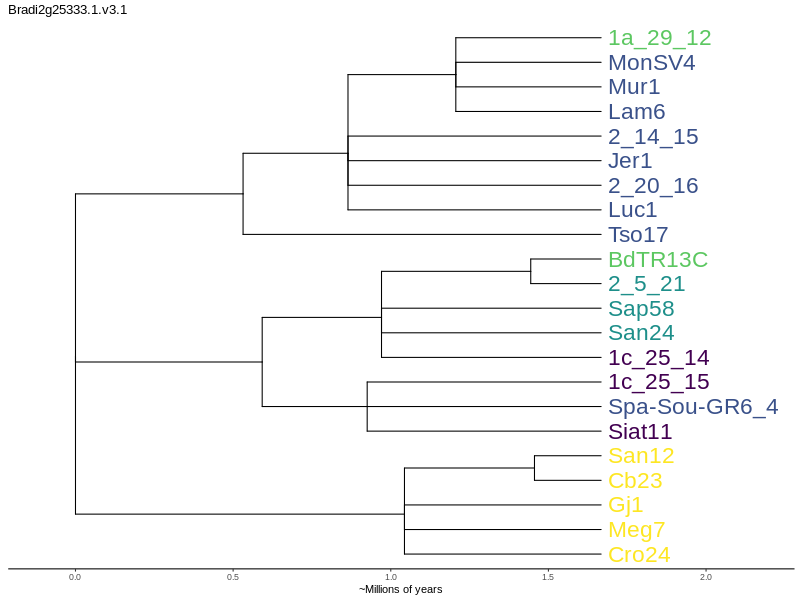 Bradi2g25333.1.v3.1
1a_29_12
MonSV4
Mur1
Lam6
2_14_15
Jer1
2_20_16
Luc1
Tso17
BdTR13C
2_5_21
Sap58
San24
1c_25_14
1c_25_15
Spa-Sou-GR6_4
Siat11
San12
Cb23
Gj1
Meg7
Cro24
0.0 0.5 1.0 1.5 2.0
~Millions of years